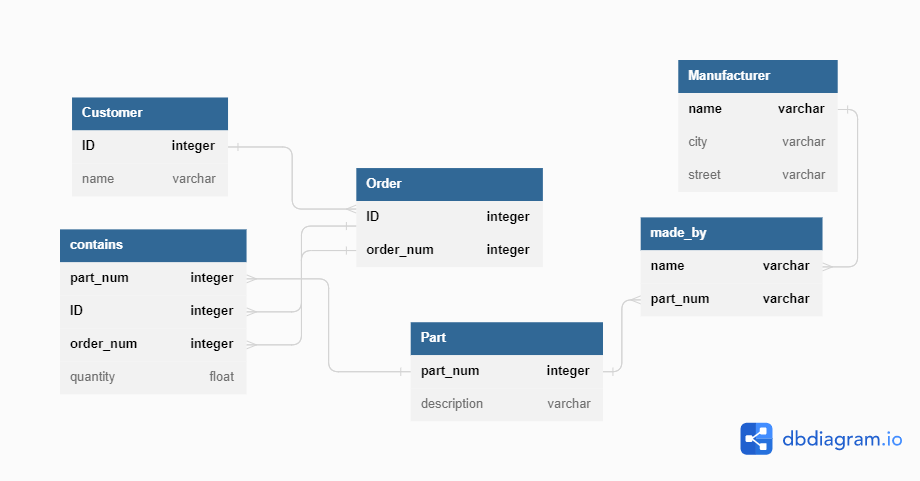 Customer
ID integer
name varchar
contains
part_num integer
ID integer
order_num integer
quantity float
Order
ID integer
order_num integer
Part
part_num integer
description varchar
Manufacturer
name varchar
city varchar
street varchar
made_by
name varchar
part_num varchar
dbdiagram.io